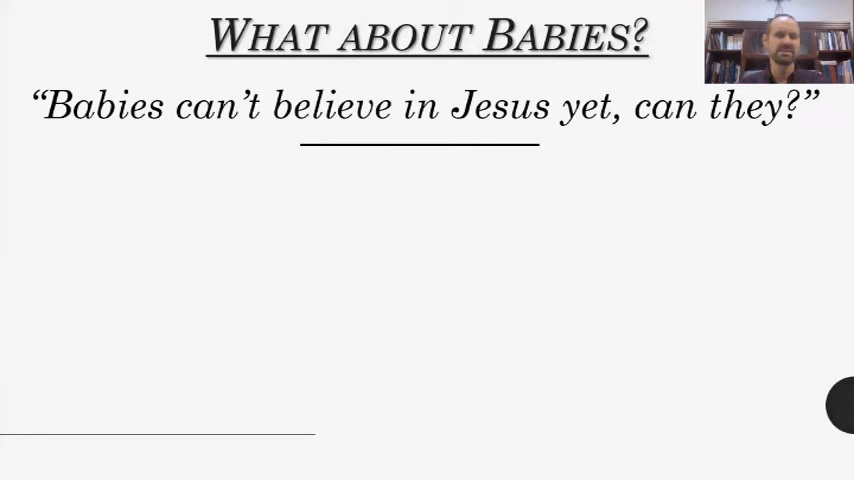 WHAT ABOUT BABIES?
“Babies can’t believe in Jesus yet, can they?”